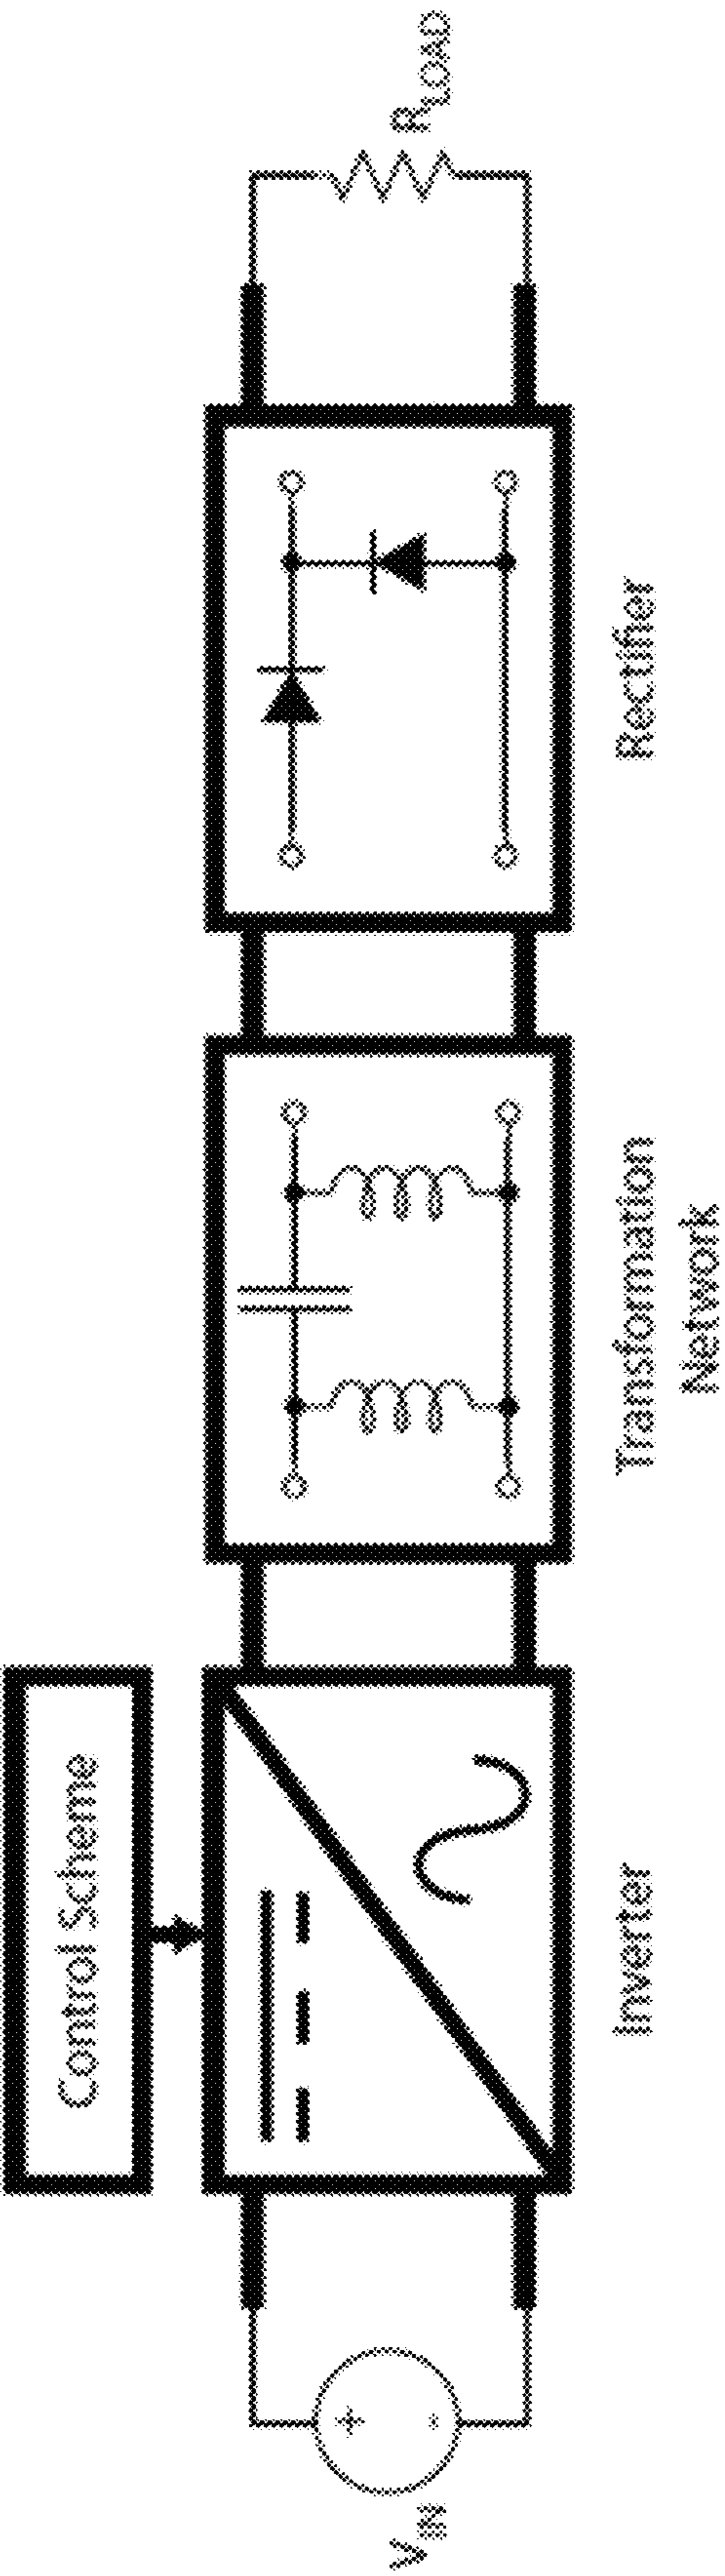 Control Scheme
V_IN
+
-
R_LOAD
Inverter
Transformation
Network
Rectifier